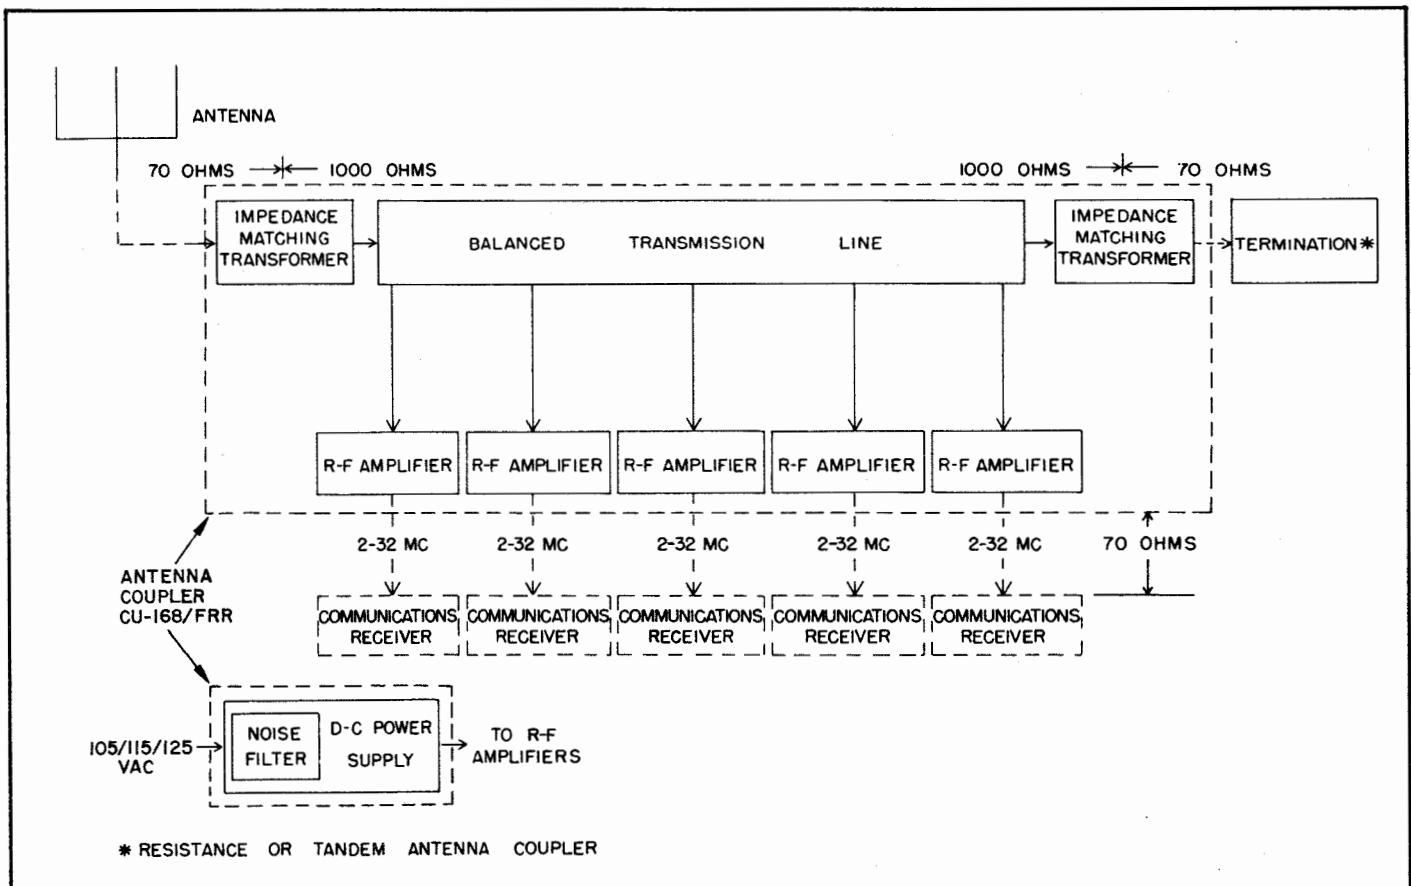 ANTENNA
70 OHMS 1000 OHMS 1000 OHMS 70 OHMS
IMPEDANCE
MATCHING
TRANSFORMER
BALANCED TRANSMISSION LINE
IMPEDANCE
MATCHING
TRANSFORMER
TERMINATION*
R-F AMPLIFIER R-F AMPLIFIER R-F AMPLIFIER R-F AMPLIFIER R-F AMPLIFIER
2-32 MC 2-32 MC 2-32 MC 2-32 MC 2-32 MC 70 OHMS
ANTENNA
COUPLER
CU-168/FRR
COMMUNICATIONS
RECEIVER
COMMUNICATIONS
RECEIVER
COMMUNICATIONS
RECEIVER
COMMUNICATIONS
RECEIVER
COMMUNICATIONS
RECEIVER
105/115/125
VAC
NOISE
FILTER
D-C POWER
SUPPLY
TO R-F
AMPLIFIERS
* RESISTANCE OR TANDEM ANTENNA COUPLER